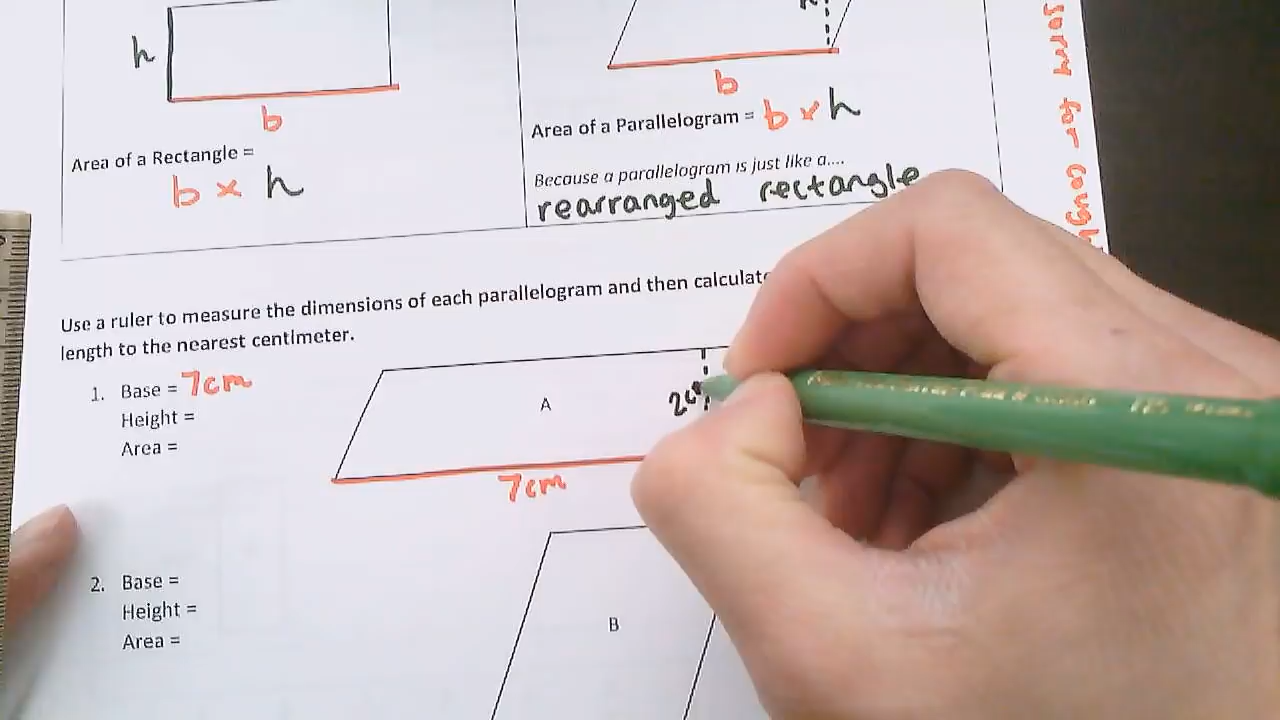 h
b
Area of a Rectangle =
b x h
b
Area of a Parallelogram = b x h
Because a parallelogram is just like a....
rearranged rectangle
sorry for
Use a ruler to measure the dimensions of each parallelogram and then calculate
length to the nearest centimeter.
1. Base = 7cm
Height =
Area =
A
7cm
2. Base =
Height =
Area =
B